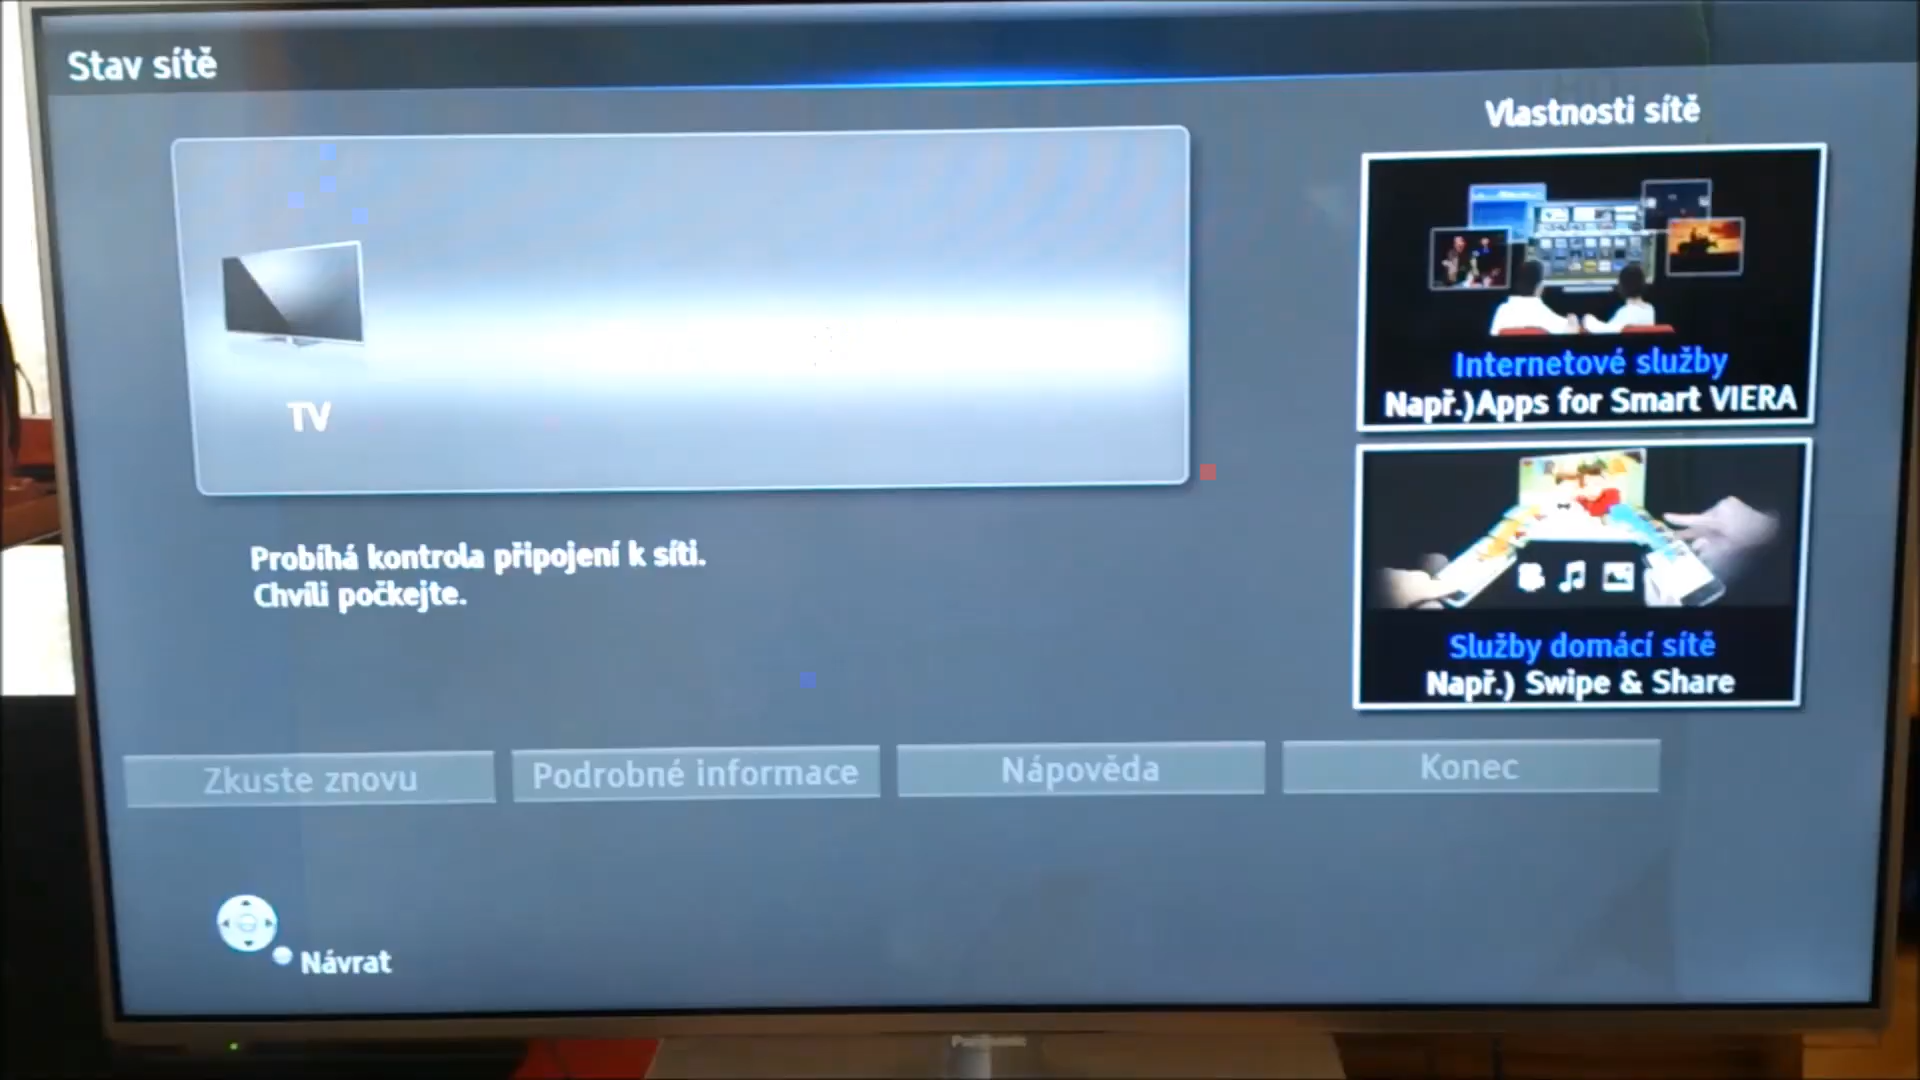 Stav sítě
Vlastnosti sítě
Internetové služby
Např.)Apps for Smart VIERA
TV
Probíhá kontrola připojení k síti.
Chvíli počkejte.
Služby domácí sítě
Např.) Swipe & Share
Zkuste znovu
Podrobné informace
Nápověda
Konec
Návrat
Panasonic